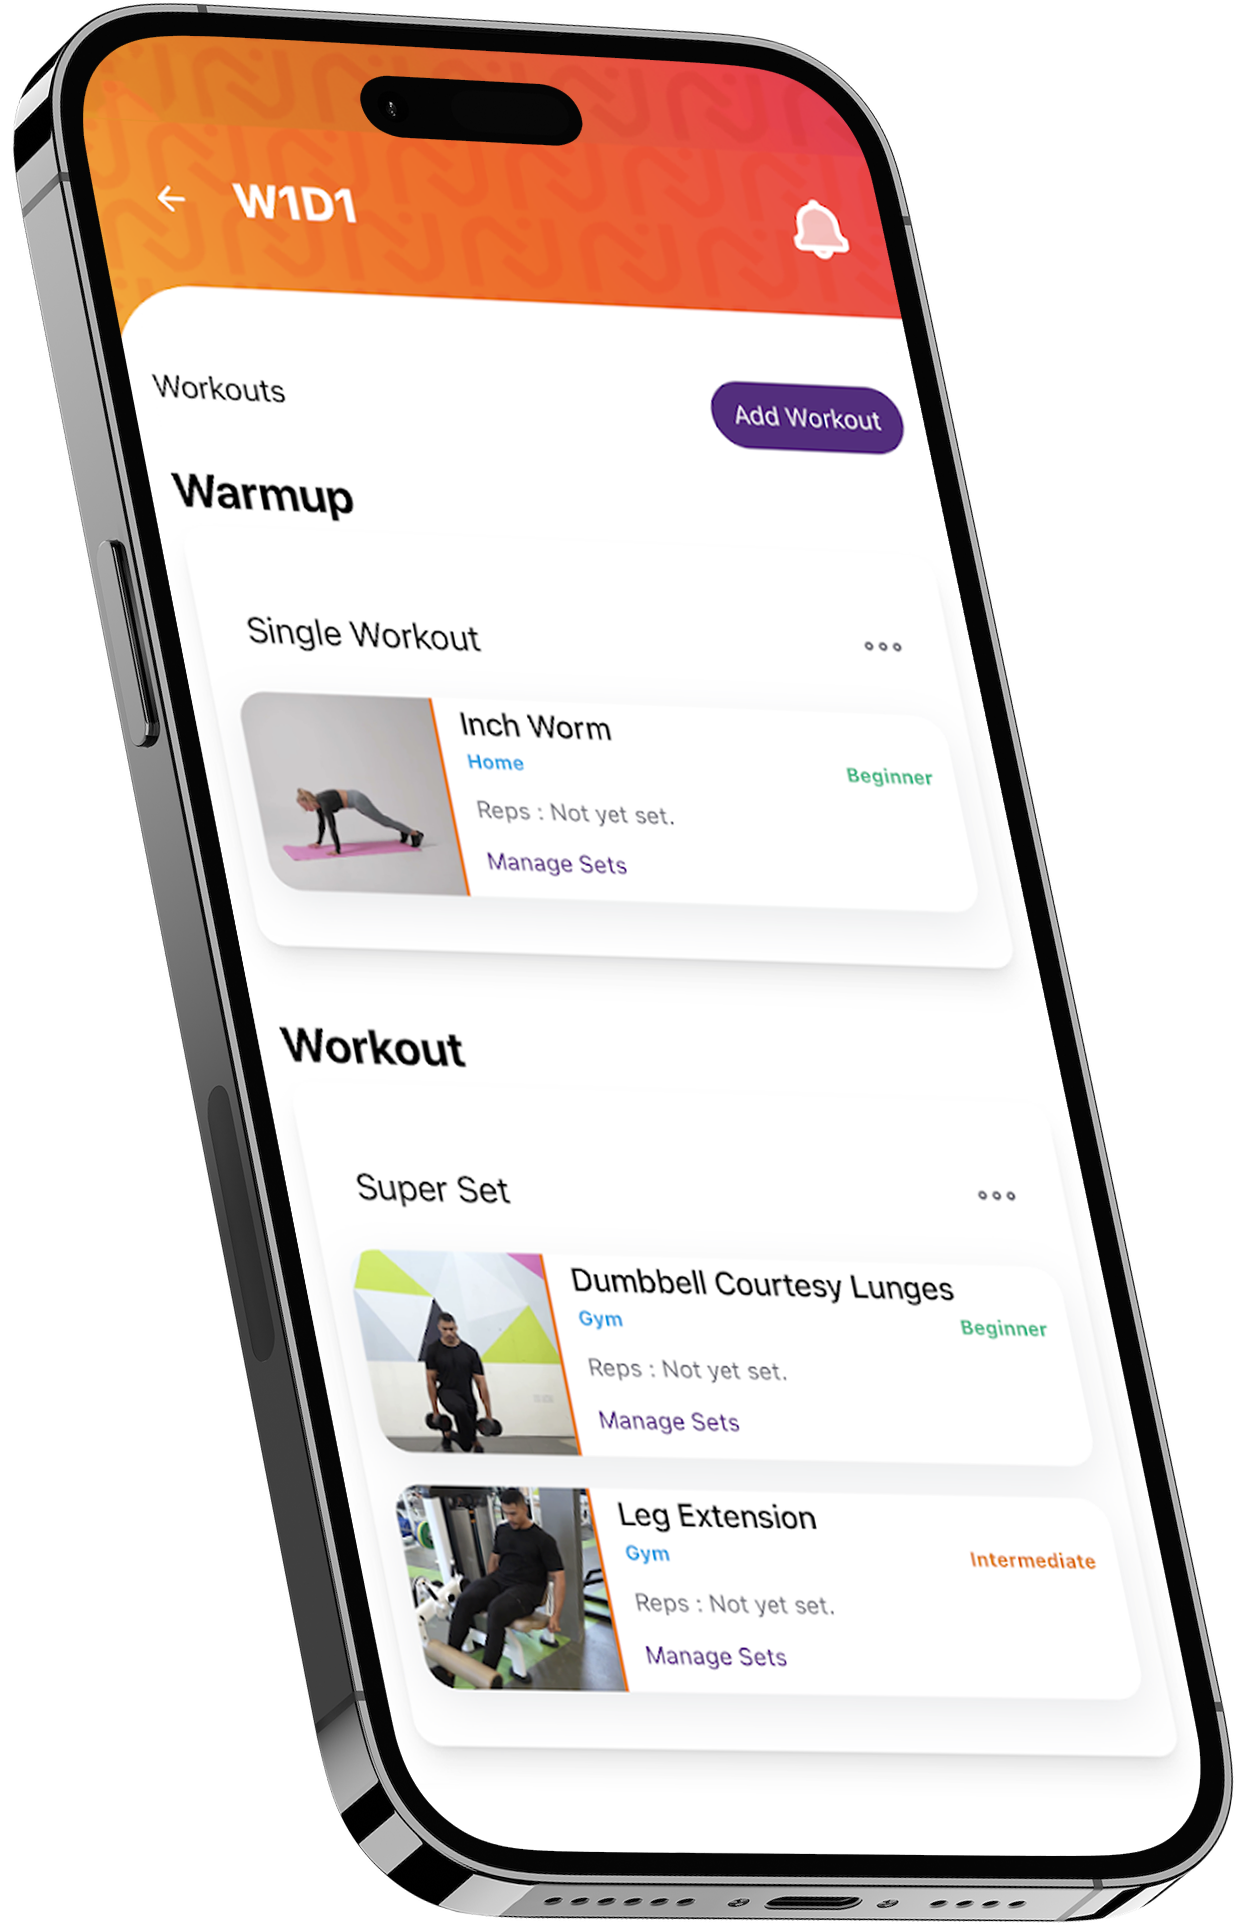 W1D1
Workouts
Add Workout
Warmup
Single Workout
Inch Worm
Home
Beginner
Reps : Not yet set.
Manage Sets
Workout
Super Set
Dumbbell Courtesy Lunges
Gym
Beginner
Reps : Not yet set.
Manage Sets
Leg Extension
Gym
Intermediate
Reps : Not yet set.
Manage Sets